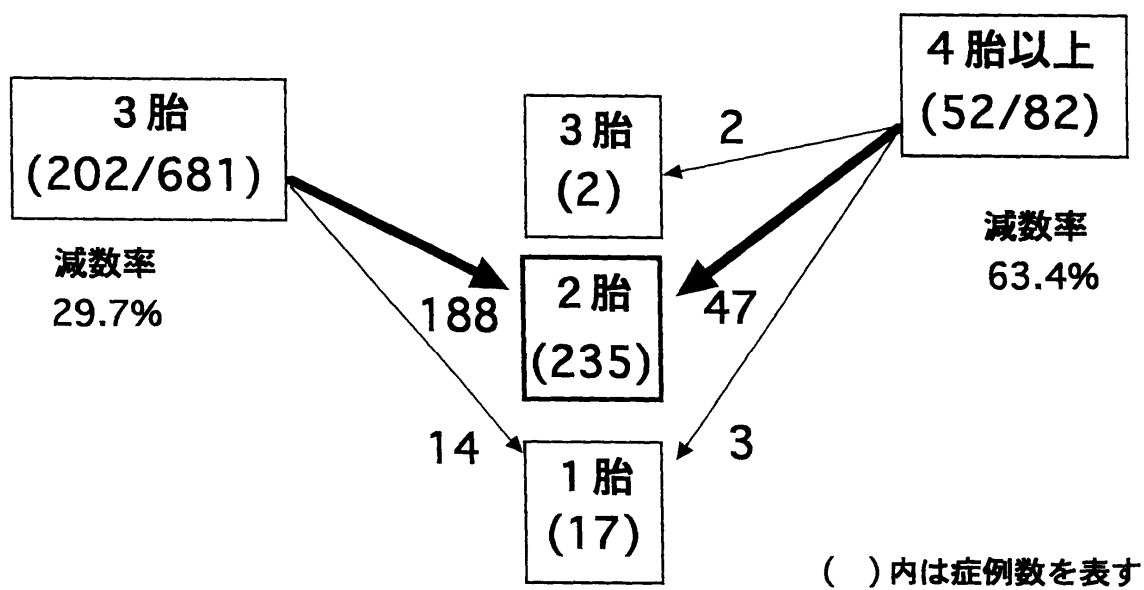 3胎
(202/681)
減数率
29.7%
3胎
(2)
2胎
(235)
1胎
(17)
4胎以上
(52/82)
減数率
63.4%
188
14
2
47
3
(　)内は症例数を表す